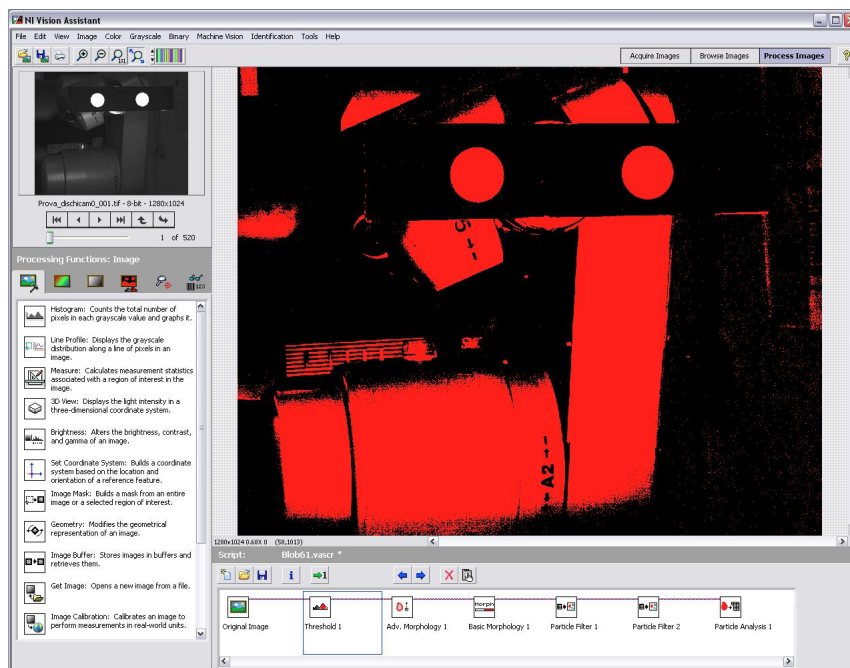 NI Vision Assistant
File Edit View Image Color Grayscale Binary Machine Vision Identification Tools Help
Acquire Images Browse Images Process Images
Prova_dischicam0_001.tif - 8-bit - 1280x1024
1 of 520
Processing Functions: Image
Histogram: Counts the total number of
pixels in each grayscale value and graphs it.
Line Profile: Displays the grayscale
distribution along a line of pixels in an
image.
Measure: Calculates measurement statistics
associated with a region of interest in the
image.
3D View: Displays the light intensity in a
three-dimensional coordinate system.
Brightness: Alters the brightness, contrast,
and gamma of an image.
Set Coordinate System: Builds a coordinate
system based on the location and
orientation of a reference feature.
Image Mask: Builds a mask from an entire
image or a selected region of interest.
Geometry: Modifies the geometrical
representation of an image.
Image Buffer: Stores images in buffers and
retrieves them.
Get Image: Opens a new image from a file.
Image Calibration: Calibrates an image to
perform measurements in real-world units.
A2
1280x1024 0.68X 0 (58,1013)
Script: Blob61.vascr *
Original Image Threshold 1 Adv. Morphology 1 Basic Morphology 1 Particle Filter 1 Particle Filter 2 Particle Analysis 1